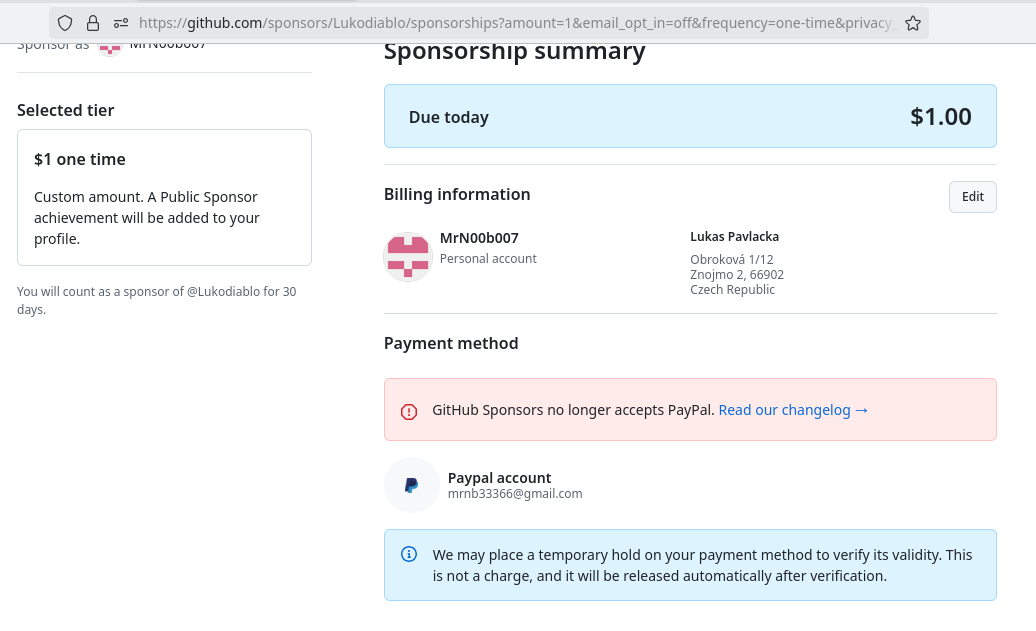 https://github.com/sponsors/Lukodiablo/sponsorships?amount=1&email_opt_in=off&frequency=one-time&privacy_
Sponsor as MrN00b007
Selected tier
$1 one time
Custom amount. A Public Sponsor
achievement will be added to your
profile.
You will count as a sponsor of @Lukodiablo for 30
days.
Sponsorship summary
Due today $1.00
Billing information Edit
MrN00b007
Personal account
Lukas Pavlacka
Obroková 1/12
Znojmo 2, 66902
Czech Republic
Payment method
GitHub Sponsors no longer accepts PayPal. Read our changelog →
Paypal account
mrnb33366@gmail.com
We may place a temporary hold on your payment method to verify its validity. This
is not a charge, and it will be released automatically after verification.